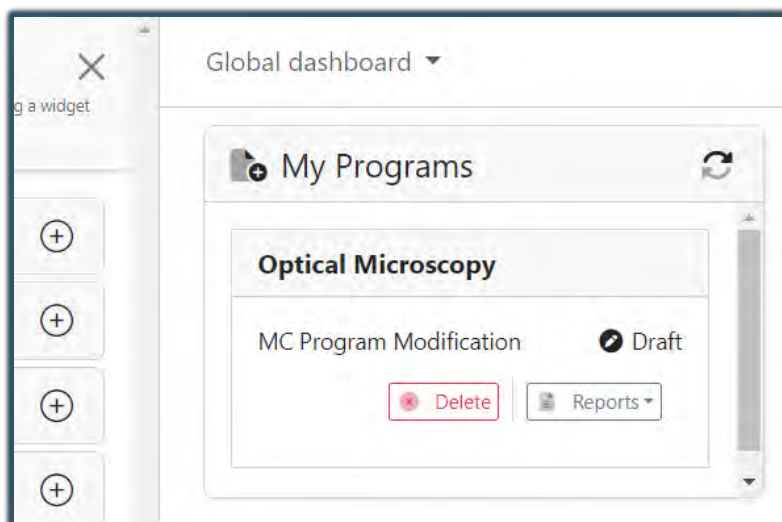 Global dashboard
g a widget
My Programs
Optical Microscopy
MC Program Modification Draft
Delete Reports